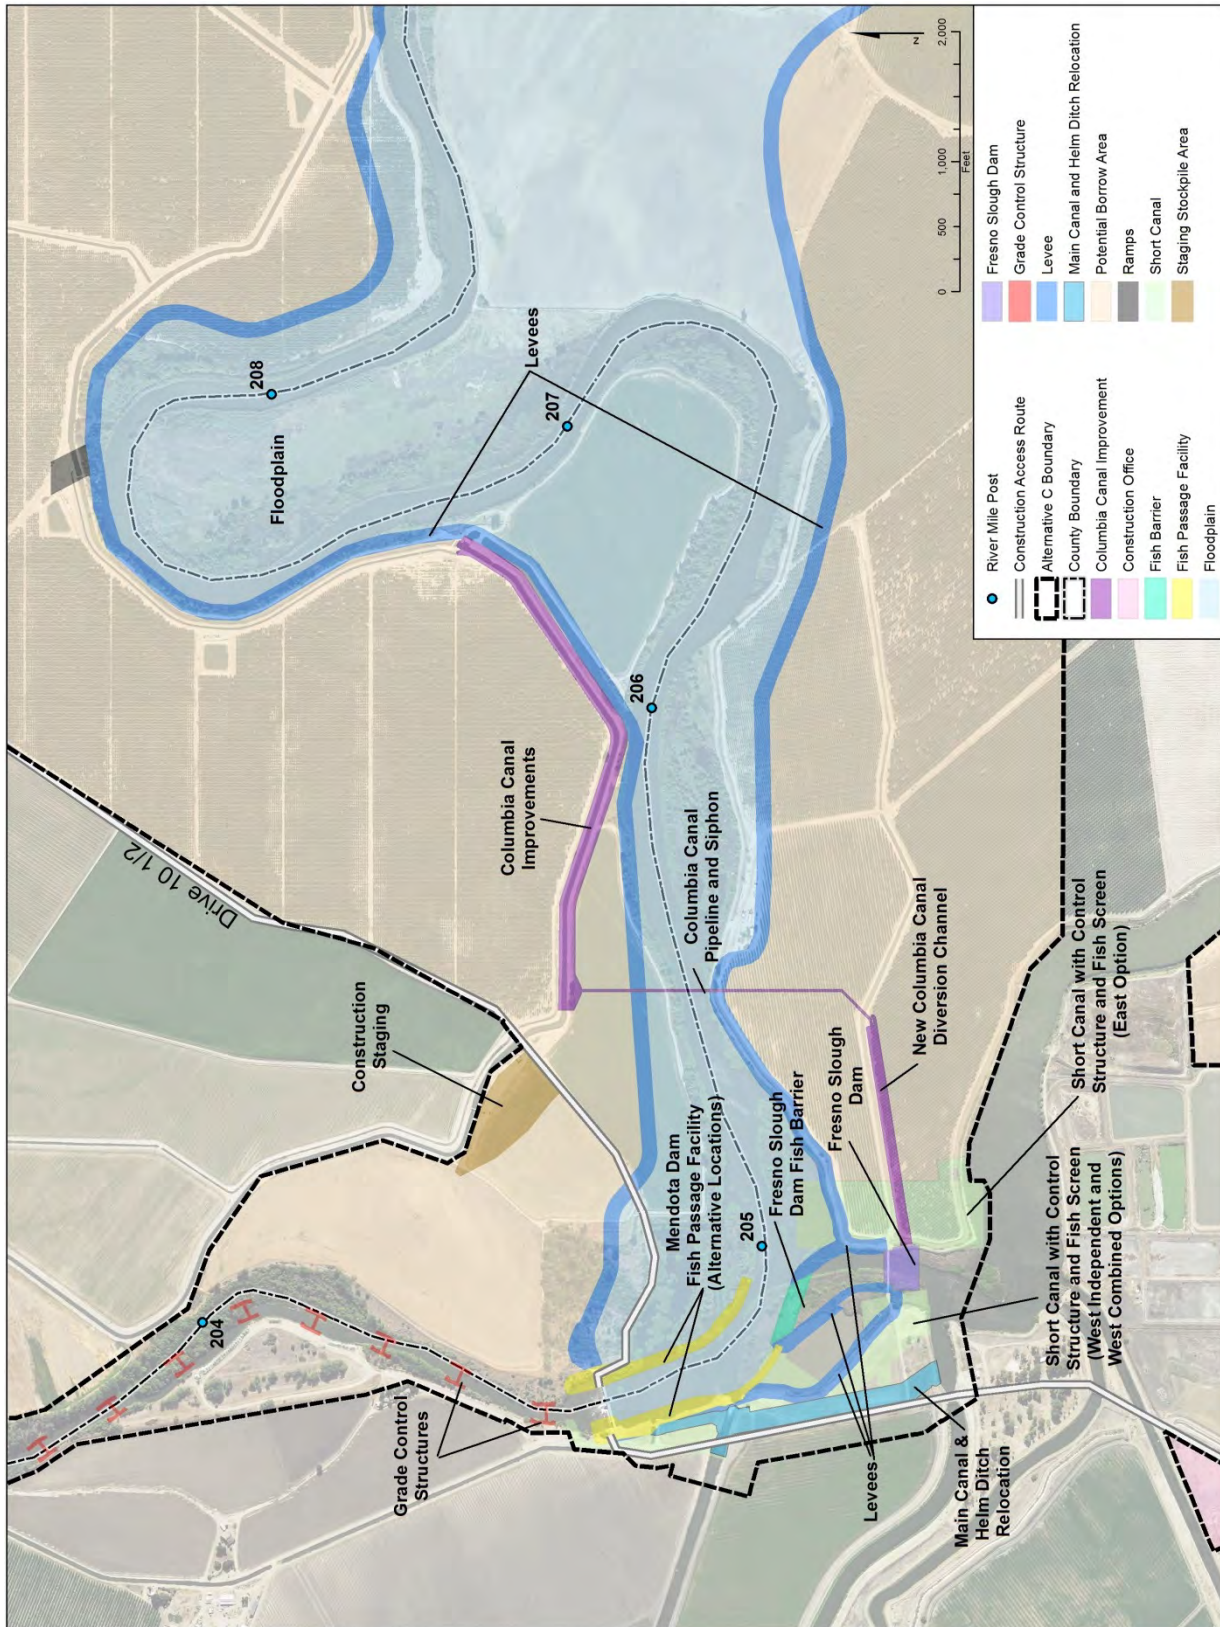 208
Floodplain
207
Levees
206
Columbia Canal
Improvements
Drive 10 1/2
Columbia Canal
Pipeline and Siphon
New Columbia Canal
Diversion Channel
Construction
Staging
Mendota Dam
Fish Passage Facility
(Alternative Locations)
Fresno Slough
Dam Fish Barrier
Fresno Slough
Dam
205
204
Short Canal with Control
Structure and Fish Screen
(East Option)
Short Canal with Control
Structure and Fish Screen
(West Independent and
West Combined Options)
Grade Control
Structures
Levees
Main Canal &
Helm Ditch
Relocation
N
0
500
1,000
2,000
Feet
River Mile Post
Construction Access Route
Alternative C Boundary
County Boundary
Columbia Canal Improvement
Construction Office
Fish Barrier
Fish Passage Facility
Floodplain
Fresno Slough Dam
Grade Control Structure
Levee
Main Canal and Helm Ditch Relocation
Potential Borrow Area
Ramps
Short Canal
Staging Stockpile Area